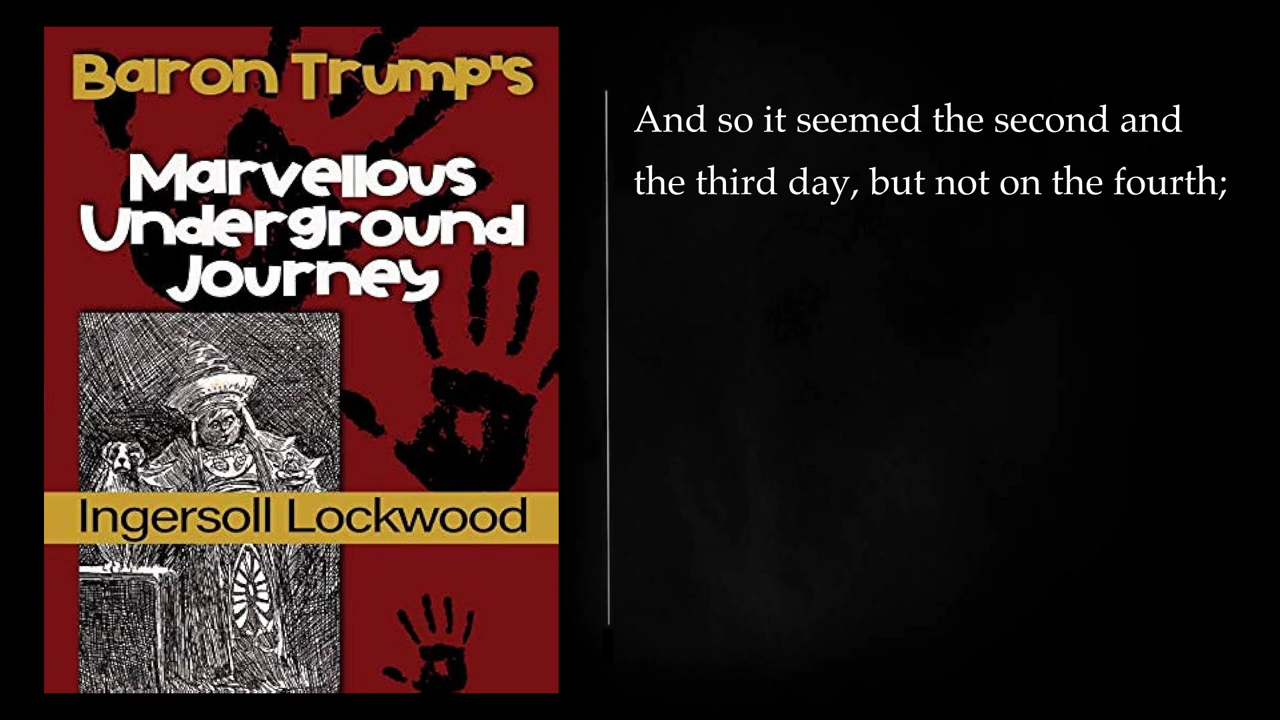 Baron Trump's
Marvellous
Underground
Journey
Ingersoll Lockwood
And so it seemed the second and
the third day, but not on the fourth;